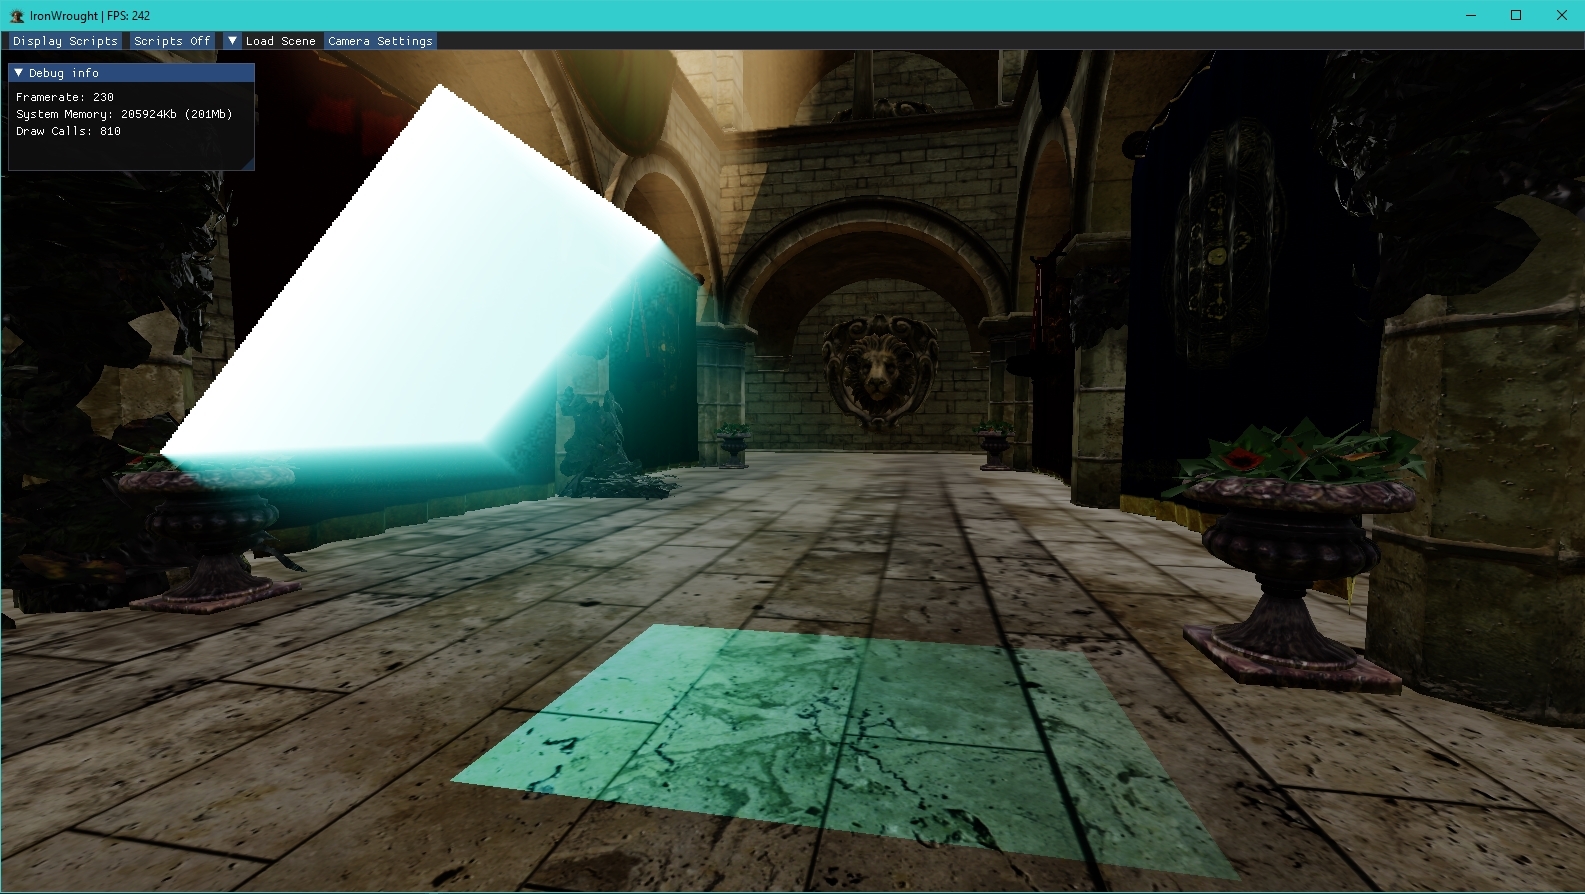 IronWrought | FPS: 242
Display Scripts Scripts Off Load Scene Camera Settings
Debug info
Framerate: 230
System Memory: 205924Kb (201Mb)
Draw Calls: 810